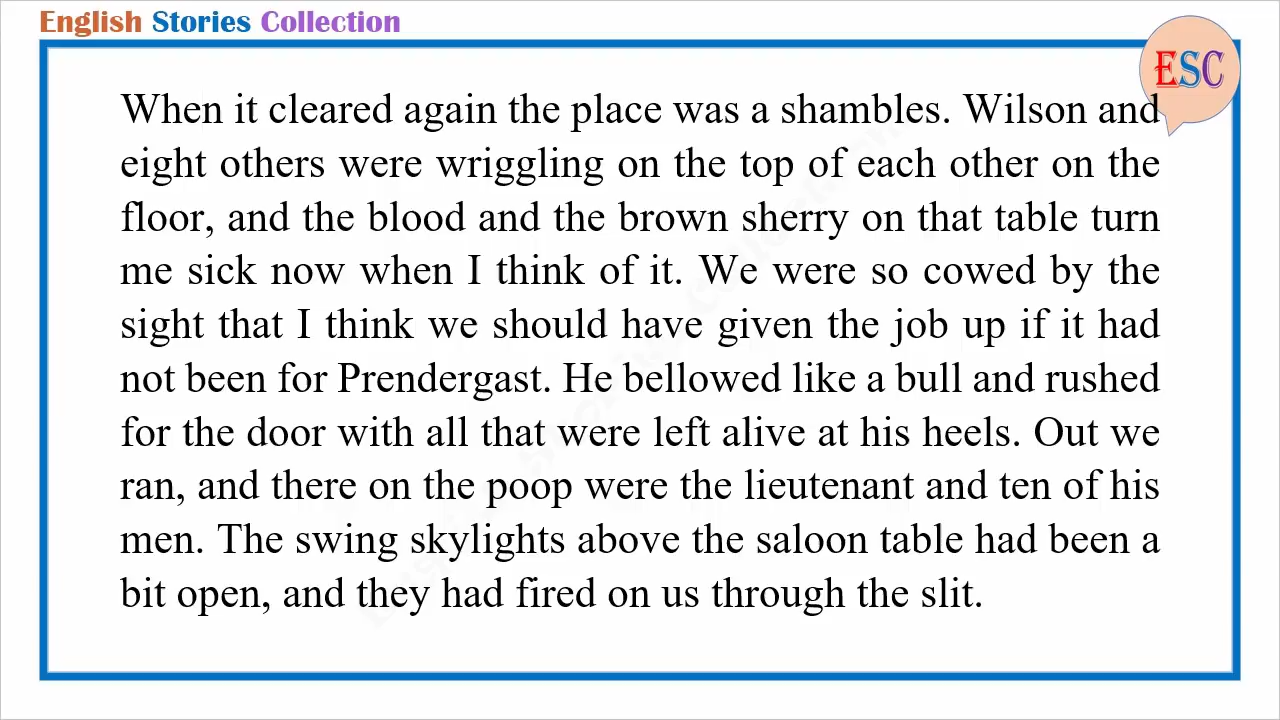 English Stories Collection
ESC
When it cleared again the place was a shambles. Wilson and
eight others were wriggling on the top of each other on the
floor, and the blood and the brown sherry on that table turn
me sick now when I think of it. We were so cowed by the
sight that I think we should have given the job up if it had
not been for Prendergast. He bellowed like a bull and rushed
for the door with all that were left alive at his heels. Out we
ran, and there on the poop were the lieutenant and ten of his
men. The swing skylights above the saloon table had been a
bit open, and they had fired on us through the slit.